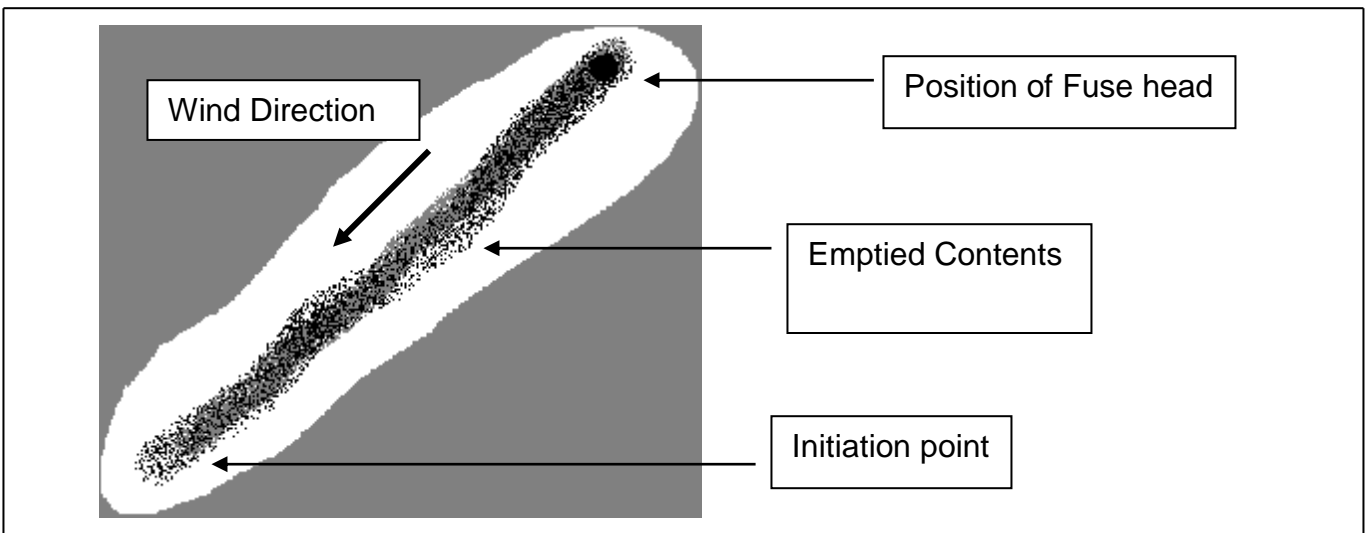 Position of Fuse head
Wind Direction
Emptied Contents
Initiation point